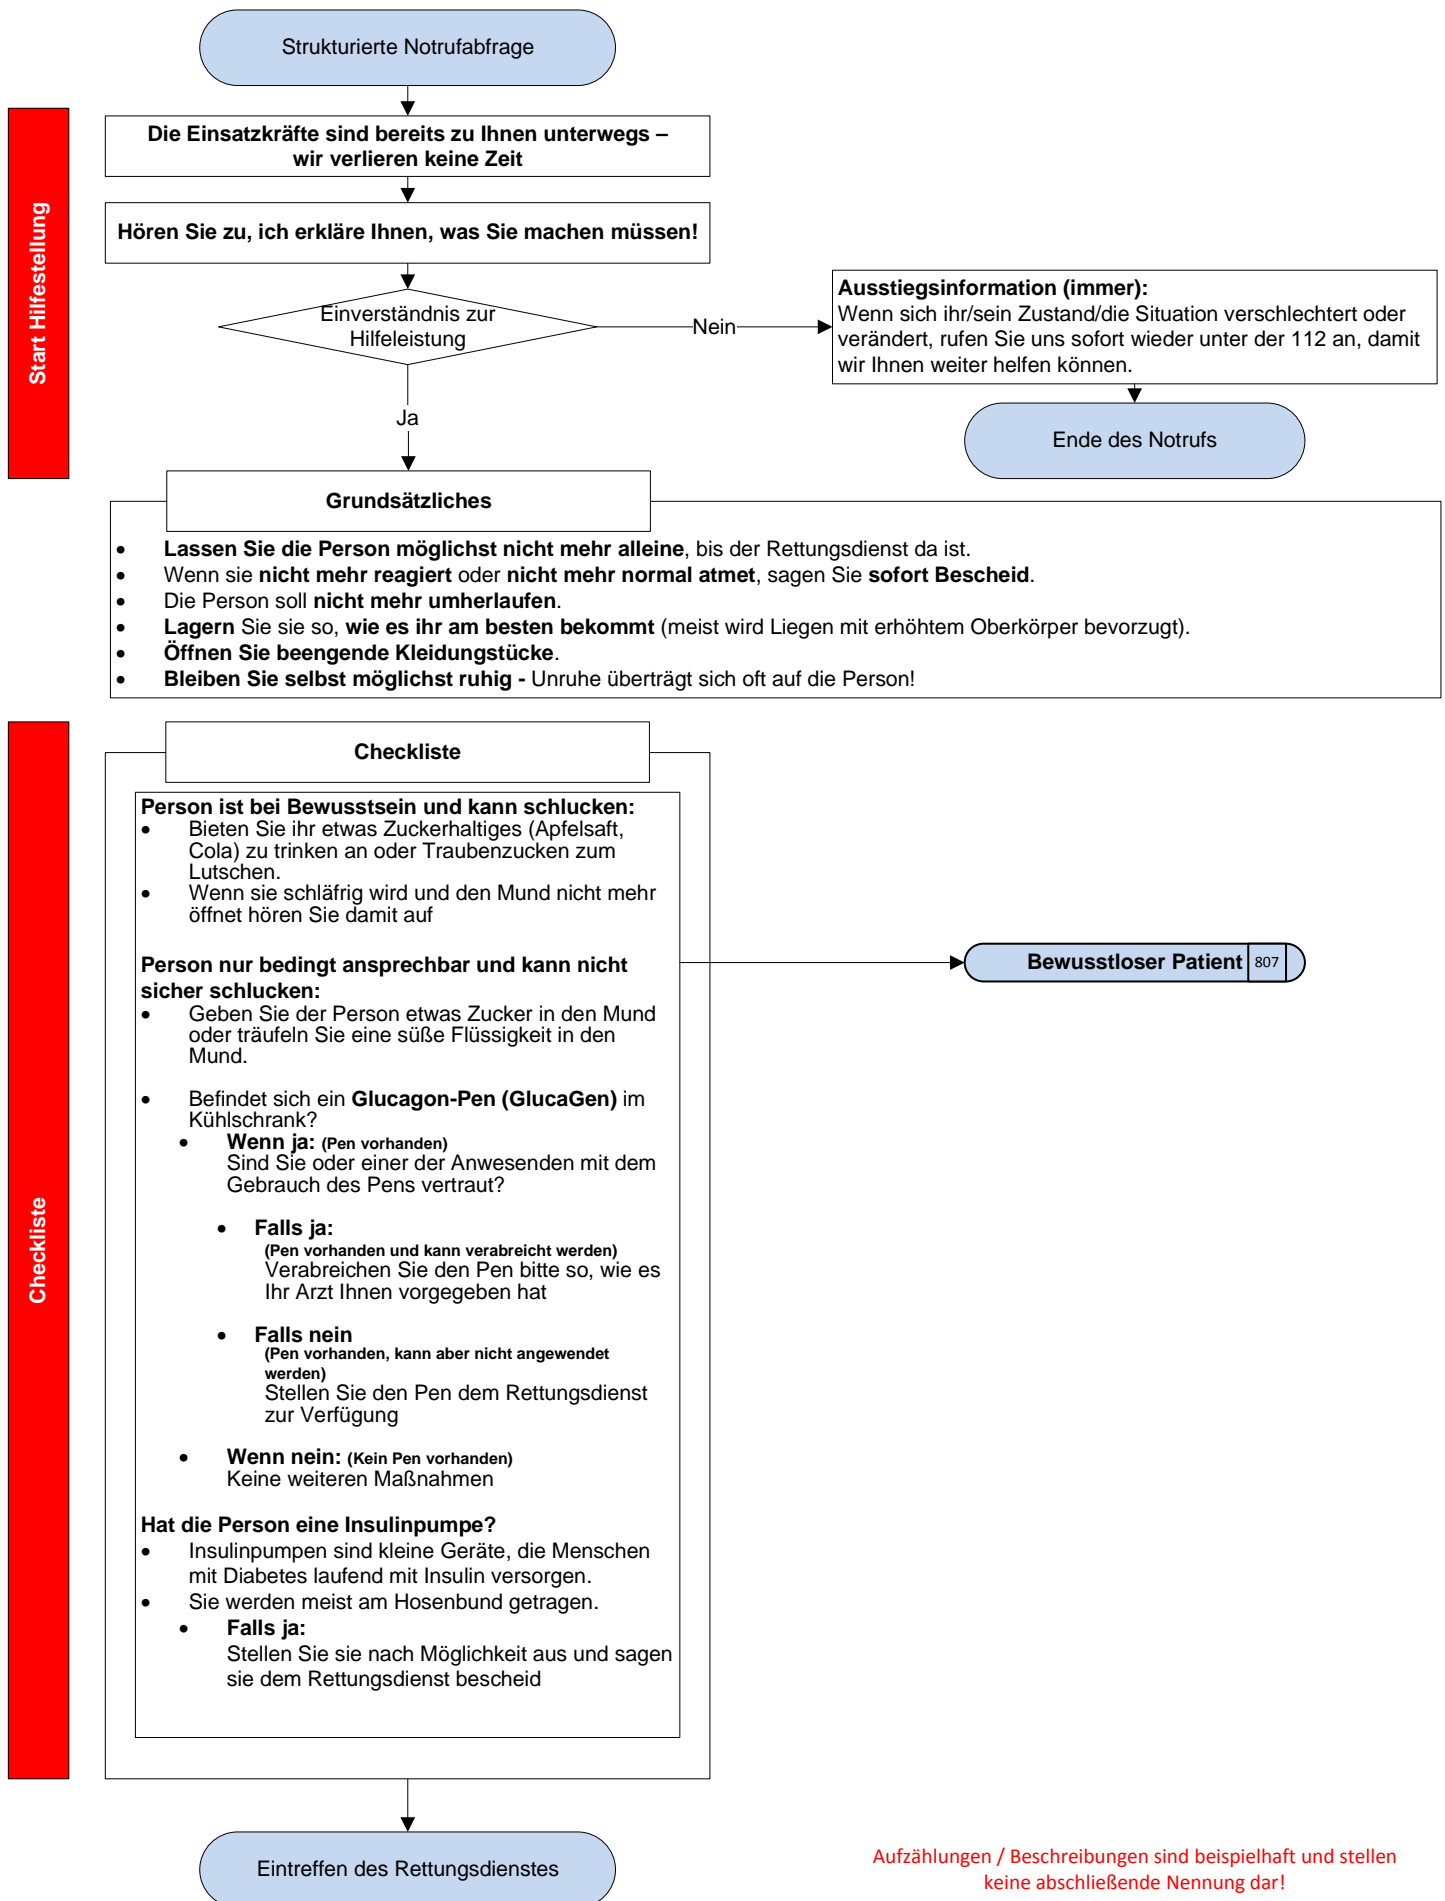 Strukturierte Notrufabfrage
Start Hilfestellung
Die Einsatzkräfte sind bereits zu Ihnen unterwegs –
wir verlieren keine Zeit
Hören Sie zu, ich erkläre Ihnen, was Sie machen müssen!
Einverständnis zur
Hilfeleistung
Nein
Ausstiegsinformation (immer):
Wenn sich ihr/sein Zustand/die Situation verschlechtert oder
verändert, rufen Sie uns sofort wieder unter der 112 an, damit
wir Ihnen weiter helfen können.
Ja
Ende des Notrufs
Grundsätzliches
• Lassen Sie die Person möglichst nicht mehr alleine, bis der Rettungsdienst da ist.
• Wenn sie nicht mehr reagiert oder nicht mehr normal atmet, sagen Sie sofort Bescheid.
• Die Person soll nicht mehr umherlaufen.
• Lagern Sie sie so, wie es ihr am besten bekommt (meist wird Liegen mit erhöhtem Oberkörper bevorzugt).
• Öffnen Sie beengende Kleidungstücke.
• Bleiben Sie selbst möglichst ruhig - Unruhe überträgt sich oft auf die Person!
Checkliste
Checkliste
Person ist bei Bewusstsein und kann schlucken:
• Bieten Sie ihr etwas Zuckerhaltiges (Apfelsaft,
Cola) zu trinken an oder Traubenzucken zum
Lutschen.
• Wenn sie schläfrig wird und den Mund nicht mehr
öffnet hören Sie damit auf
Person nur bedingt ansprechbar und kann nicht
sicher schlucken:
Bewusstloser Patient 807
• Geben Sie der Person etwas Zucker in den Mund
oder träufeln Sie eine süße Flüssigkeit in den
Mund.
• Befindet sich ein Glucagon-Pen (GlucaGen) im
Kühlschrank?
• Wenn ja: (Pen vorhanden)
Sind Sie oder einer der Anwesenden mit dem
Gebrauch des Pens vertraut?
• Falls ja:
(Pen vorhanden und kann verabreicht werden)
Verabreichen Sie den Pen bitte so, wie es
Ihr Arzt Ihnen vorgegeben hat
• Falls nein
(Pen vorhanden, kann aber nicht angewendet
werden)
Stellen Sie den Pen dem Rettungsdienst
zur Verfügung
• Wenn nein: (Kein Pen vorhanden)
Keine weiteren Maßnahmen
Hat die Person eine Insulinpumpe?
• Insulinpumpen sind kleine Geräte, die Menschen
mit Diabetes laufend mit Insulin versorgen.
• Sie werden meist am Hosenbund getragen.
• Falls ja:
Stellen Sie sie nach Möglichkeit aus und sagen
sie dem Rettungsdienst bescheid
Eintreffen des Rettungsdienstes
Aufzählungen / Beschreibungen sind beispielhaft und stellen
keine abschließende Nennung dar!